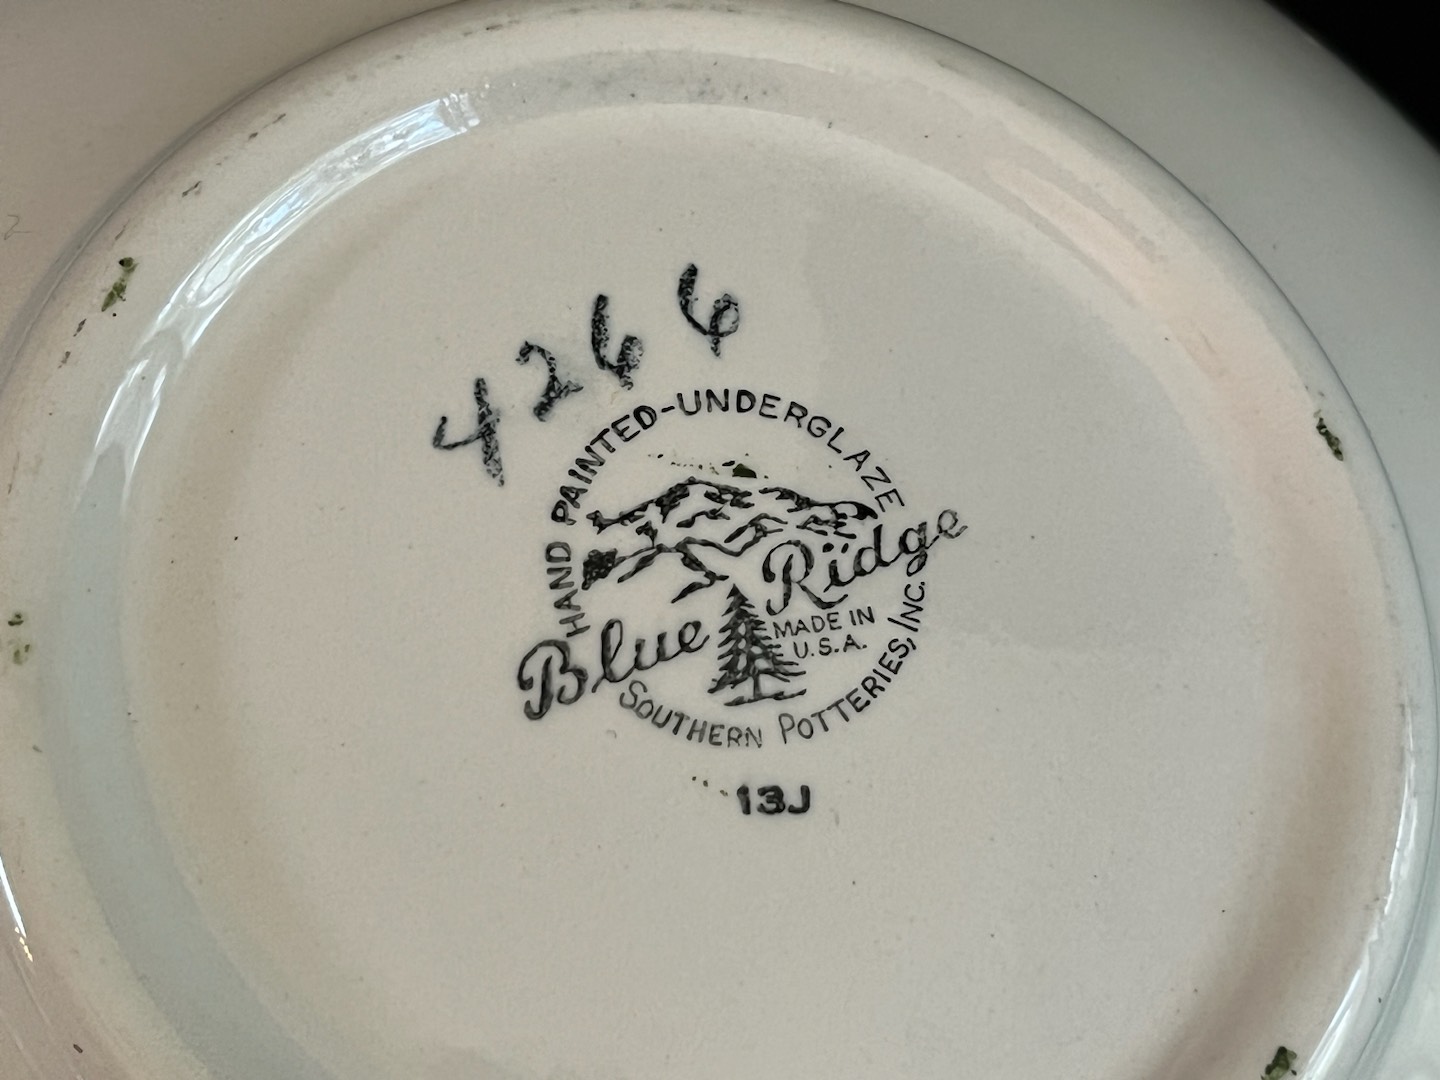 4266
HAND PAINTED-UNDERGLAZE
Blue Ridge
MADE IN
U.S.A.
SOUTHERN POTTERIES, INC.
13J